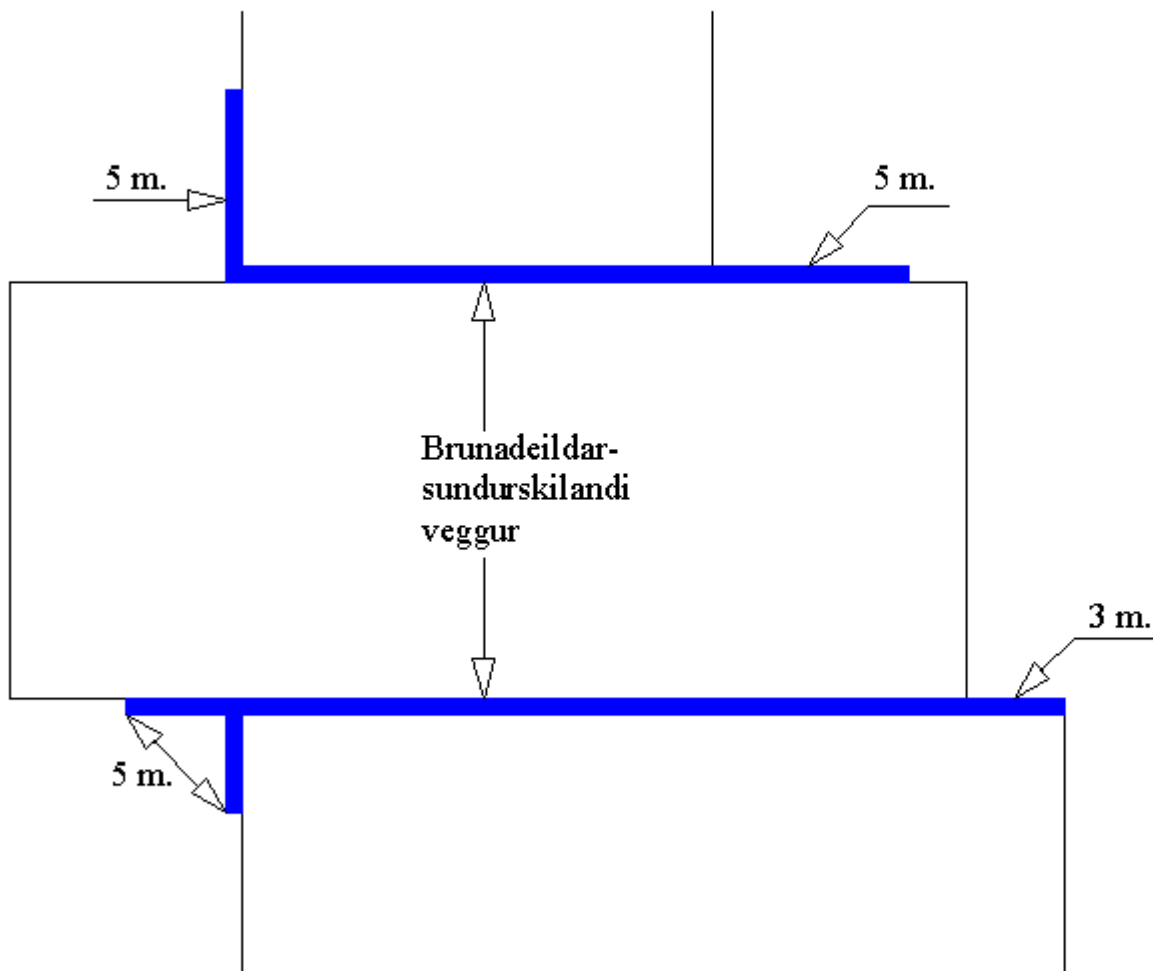 5 m.
5 m.
Brunadeildar-
sundurskilandi
veggur
3 m.
5 m.